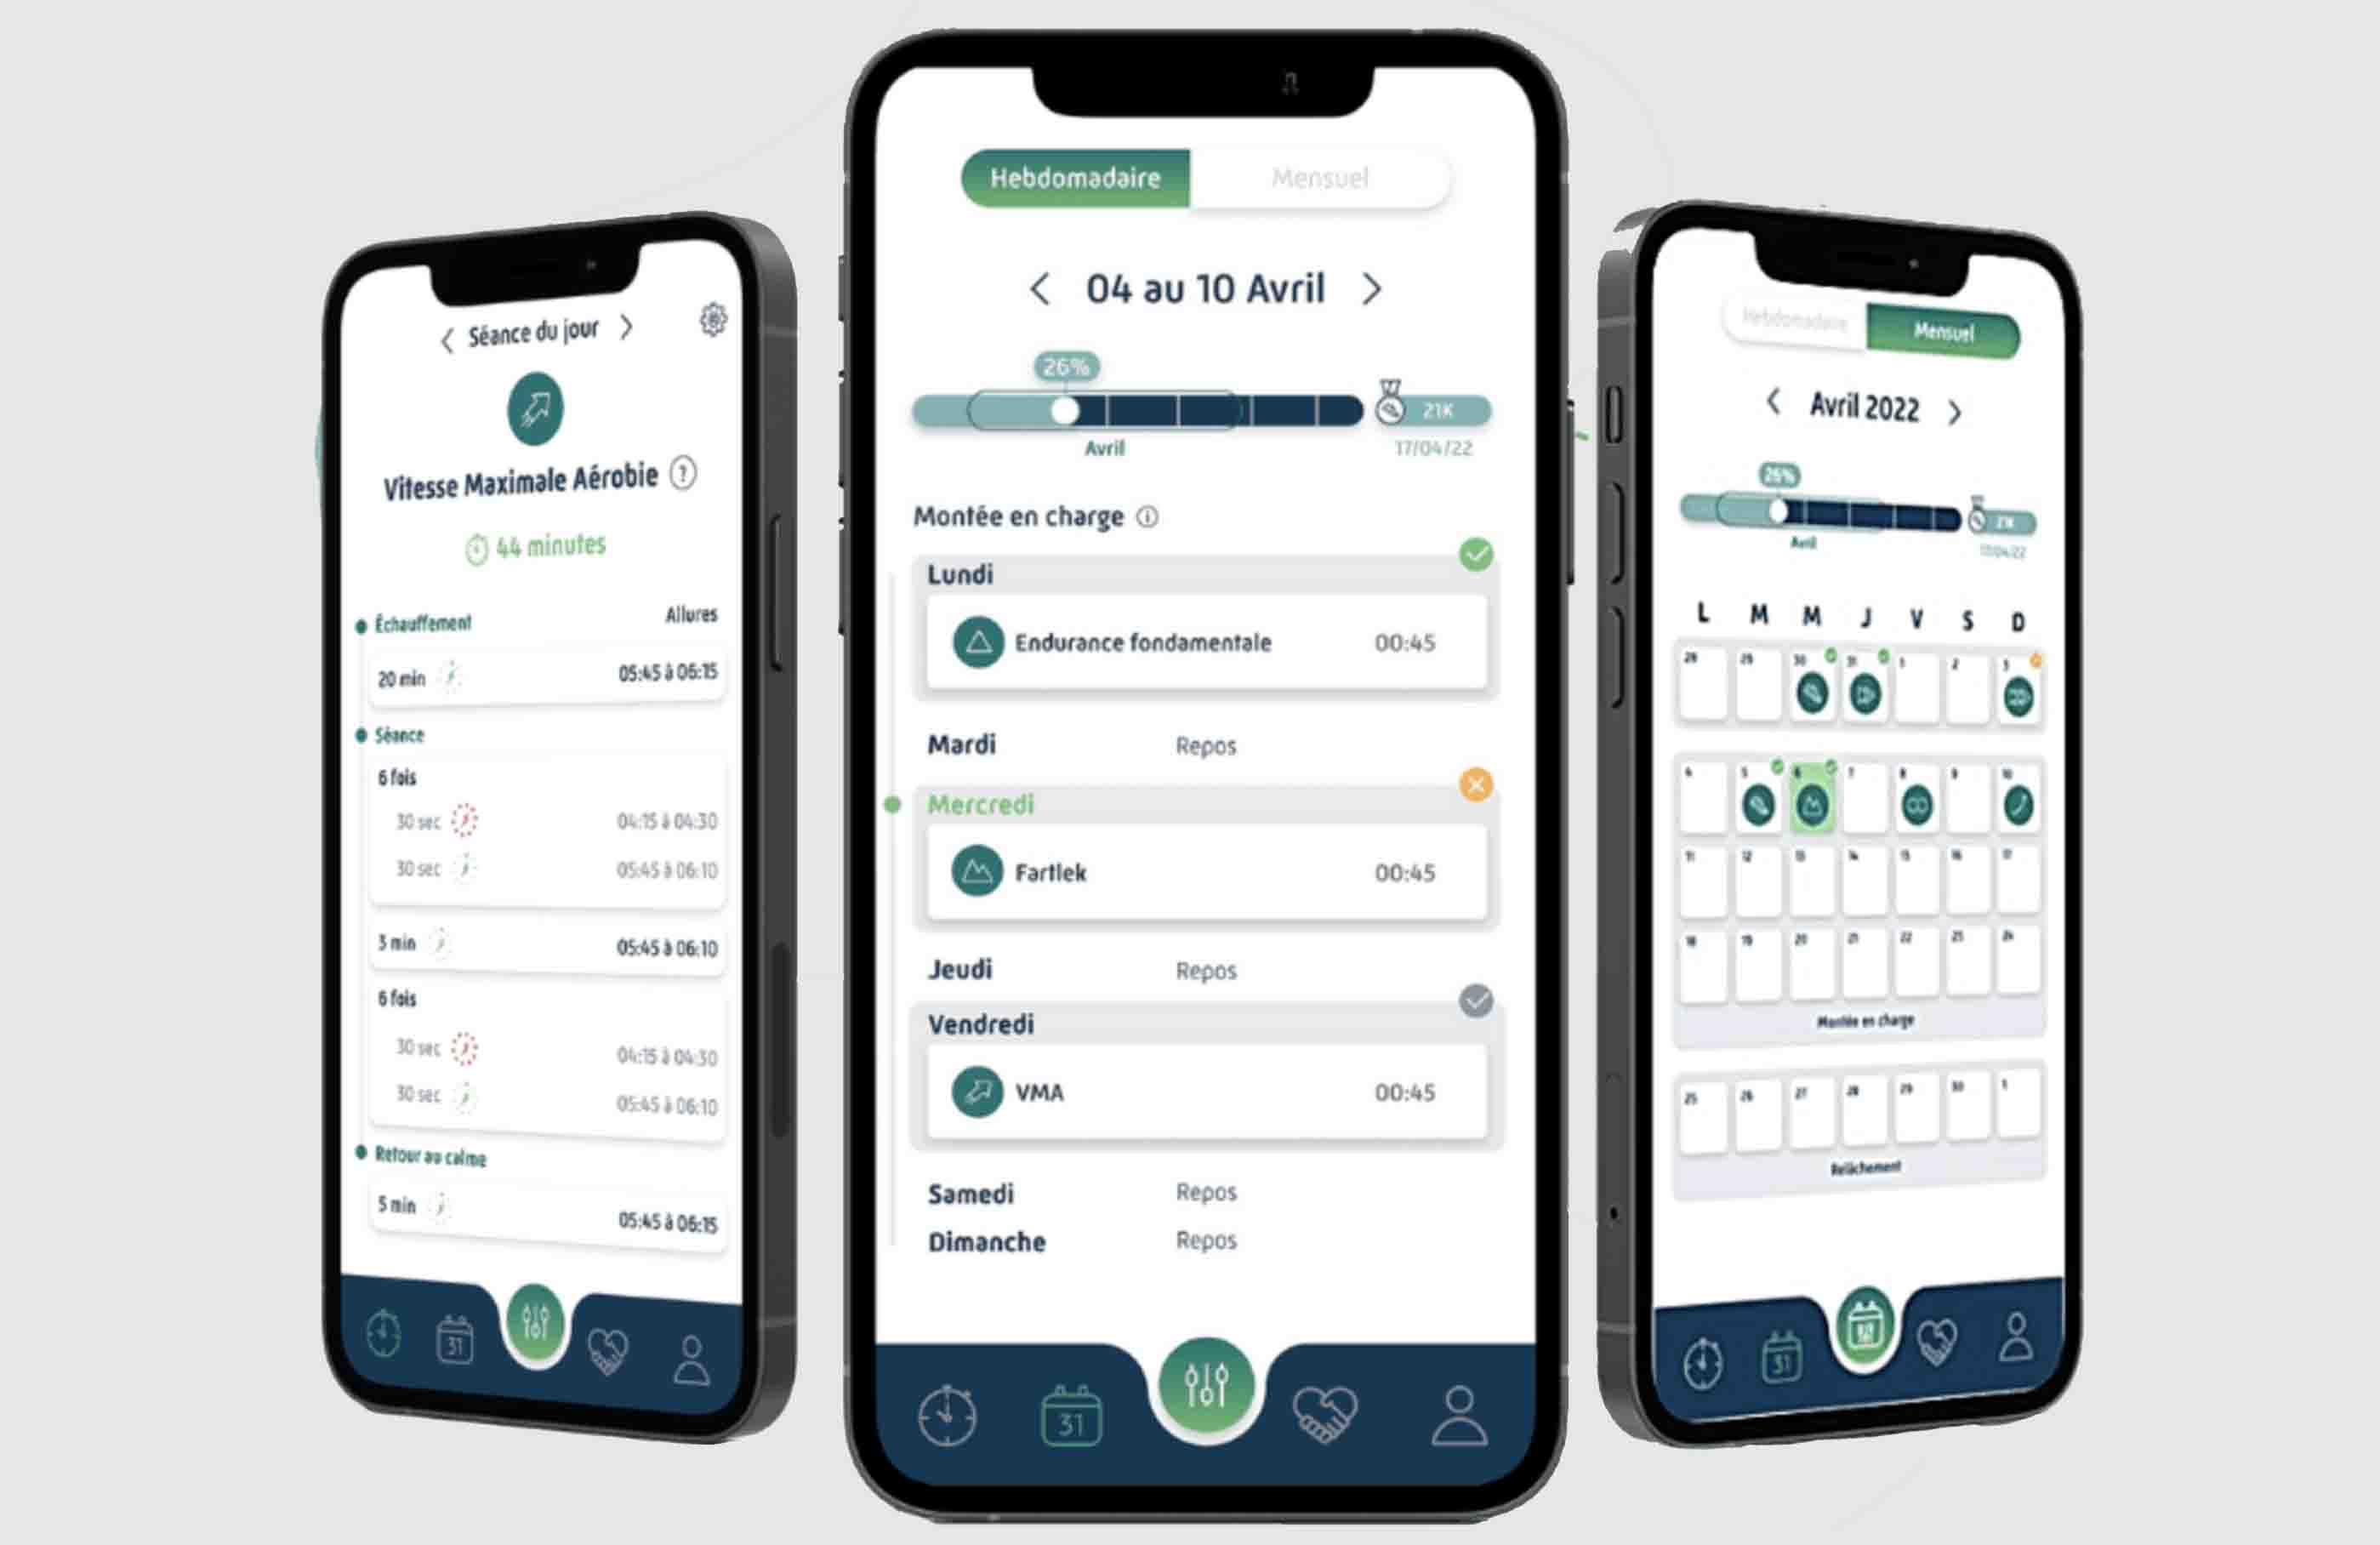 Séance du jour
Vitesse Maximale Aérobie ?
44 minutes
Échauffement Allures
20 min 05:45 à 06:15
Séance
6 fois
30 sec 04:15 à 04:30
30 sec 05:45 à 06:10
3 min 05:45 à 06:10
6 fois
30 sec 04:15 à 04:30
30 sec 05:45 à 06:10
Retour au calme
5 min 05:45 à 06:15
31
Hebdomadaire Mensuel
04 au 10 Avril
26%
21K
Avril 17/04/22
Montée en charge
Lundi
Endurance fondamentale 00:45
Mardi Repos
Mercredi
Fartlek 00:45
Jeudi Repos
Vendredi
VMA 00:45
Samedi Repos
Dimanche Repos
31
Hebdomadaire Mensuel
Avril 2022
26%
21K
Avril 17/04/22
L M M J V S D
28 29 30 31 1 2 3
4 5 6 7 8 9 10
11 12 13 14 15 16 17
18 19 20 21 22 23 24
Montée en charge
25 26 27 28 29 30 1
Relâchement
31